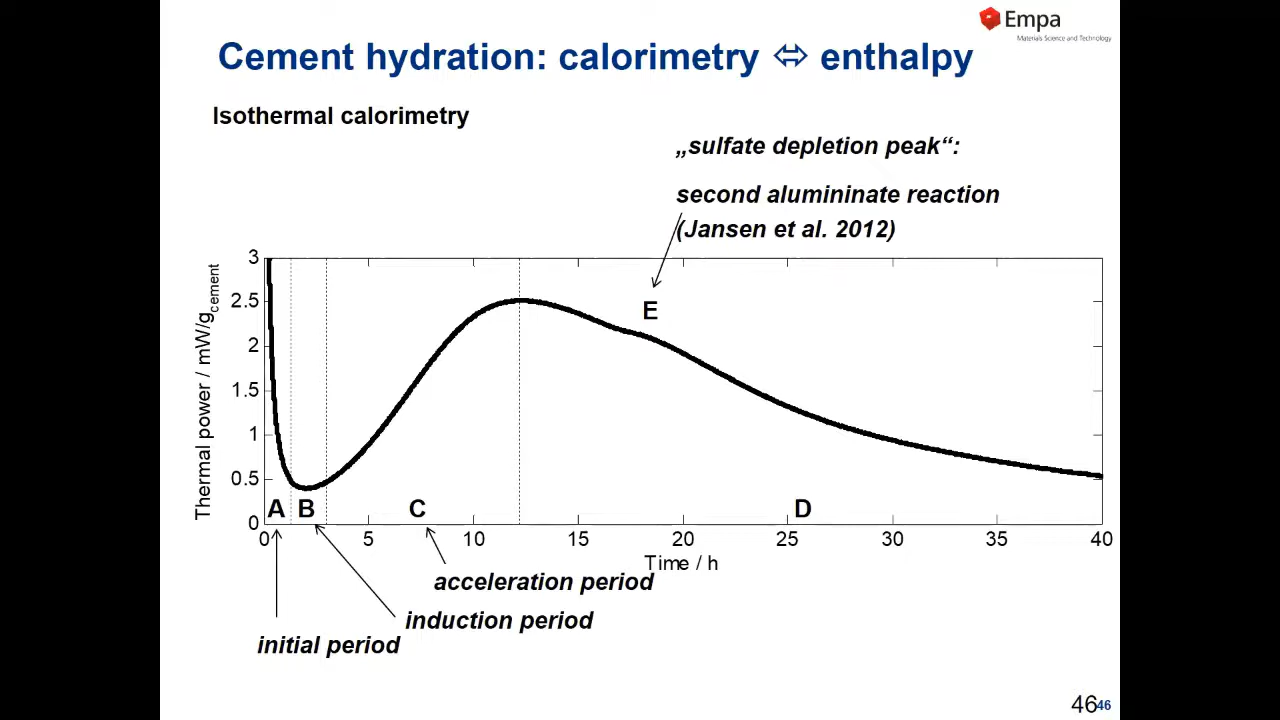 Empa
Materials Science and Technology
Cement hydration: calorimetry ⇔ enthalpy
Isothermal calorimetry
„sulfate depletion peak“:
second alumininate reaction
(Jansen et al. 2012)
Thermal power / mW/gcement
3
2.5
2
1.5
1
0.5
0
E
A B C D
0 5 10 15 20 25 30 35 40
Time / h
acceleration period
induction period
initial period
46 46